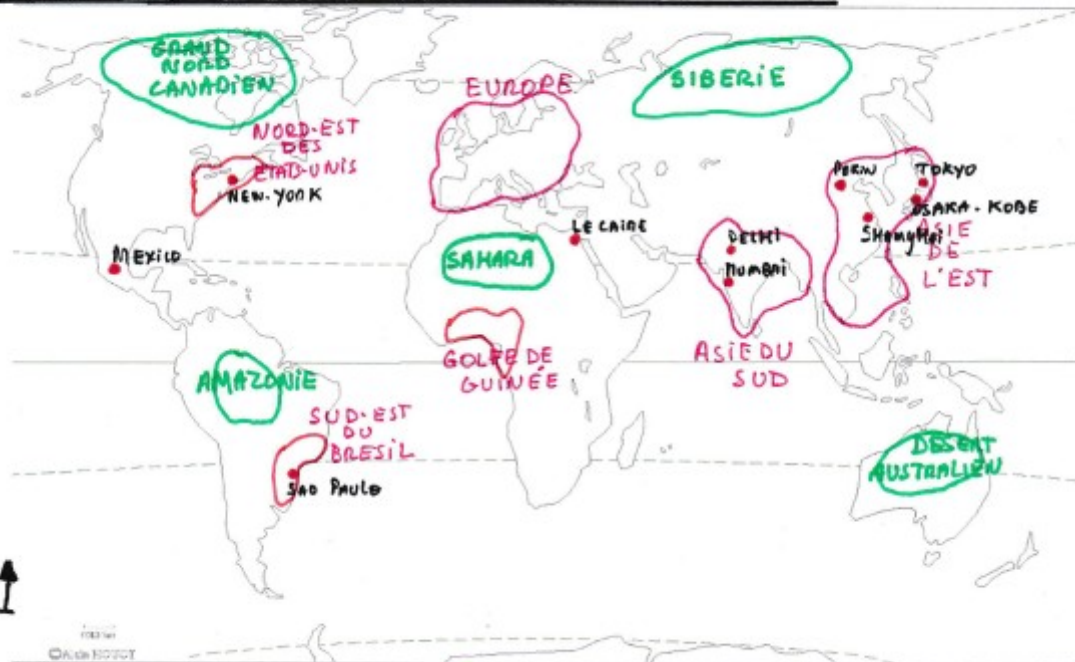 GRAND
NORD
CANADIEN
SIBERIE
EUROPE
NORD-EST
DES
ETATS-UNIS
NEW-YORK
TOKYO
OSAKA-KOBE
ShangHai
ASIE
DE
L'EST
LE CAIRE
DELHI
MUMBAI
MEXICO
SAHARA
GOLFE DE
GUINÉE
ASIE DU
SUD
AMAZONIE
SUD-EST
DU
BRESIL
SAO PAULO
DESERT
AUSTRALIEN